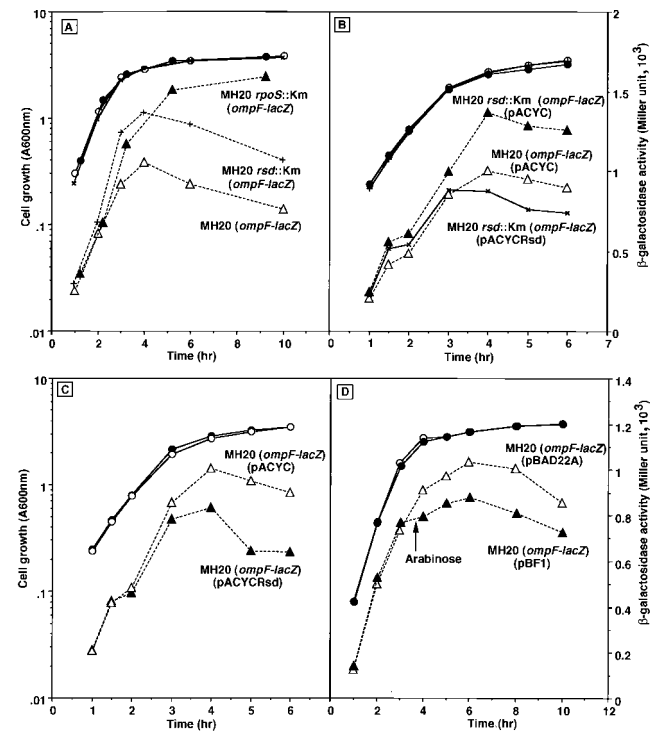 A
10
1
.1
.01
Cell growth (A600nm)
0
2
4
6
8
10
Time (hr)
MH20 rpoS::Km
(ompF-lacZ)
MH20 rsd::Km
(ompF-lacZ)
MH20 (ompF-lacZ)
B
2
1.5
1
0.5
0
β-galactosidase activity (Miller unit, 10³)
0
1
2
3
4
5
6
7
Time (hr)
MH20 rsd::Km (ompF-lacZ)
(pACYC)
MH20 (ompF-lacZ)
(pACYC)
MH20 rsd::Km (ompF-lacZ)
(pACYCRsd)
C
10
1
.1
.01
Cell growth (A600nm)
0
1
2
3
4
5
6
Time (hr)
MH20 (ompF-lacZ)
(pACYC)
MH20 (ompF-lacZ)
(pACYCRsd)
D
1.4
1.2
1
0.8
0.6
0.4
0.2
0
β-galactosidase activity (Miller unit, 10³)
0
2
4
6
8
10
12
Time.(hr)
MH20 (ompF-lacZ)
(pBAD22A)
Arabinose
MH20 (ompF-lacZ)
(pBF1)